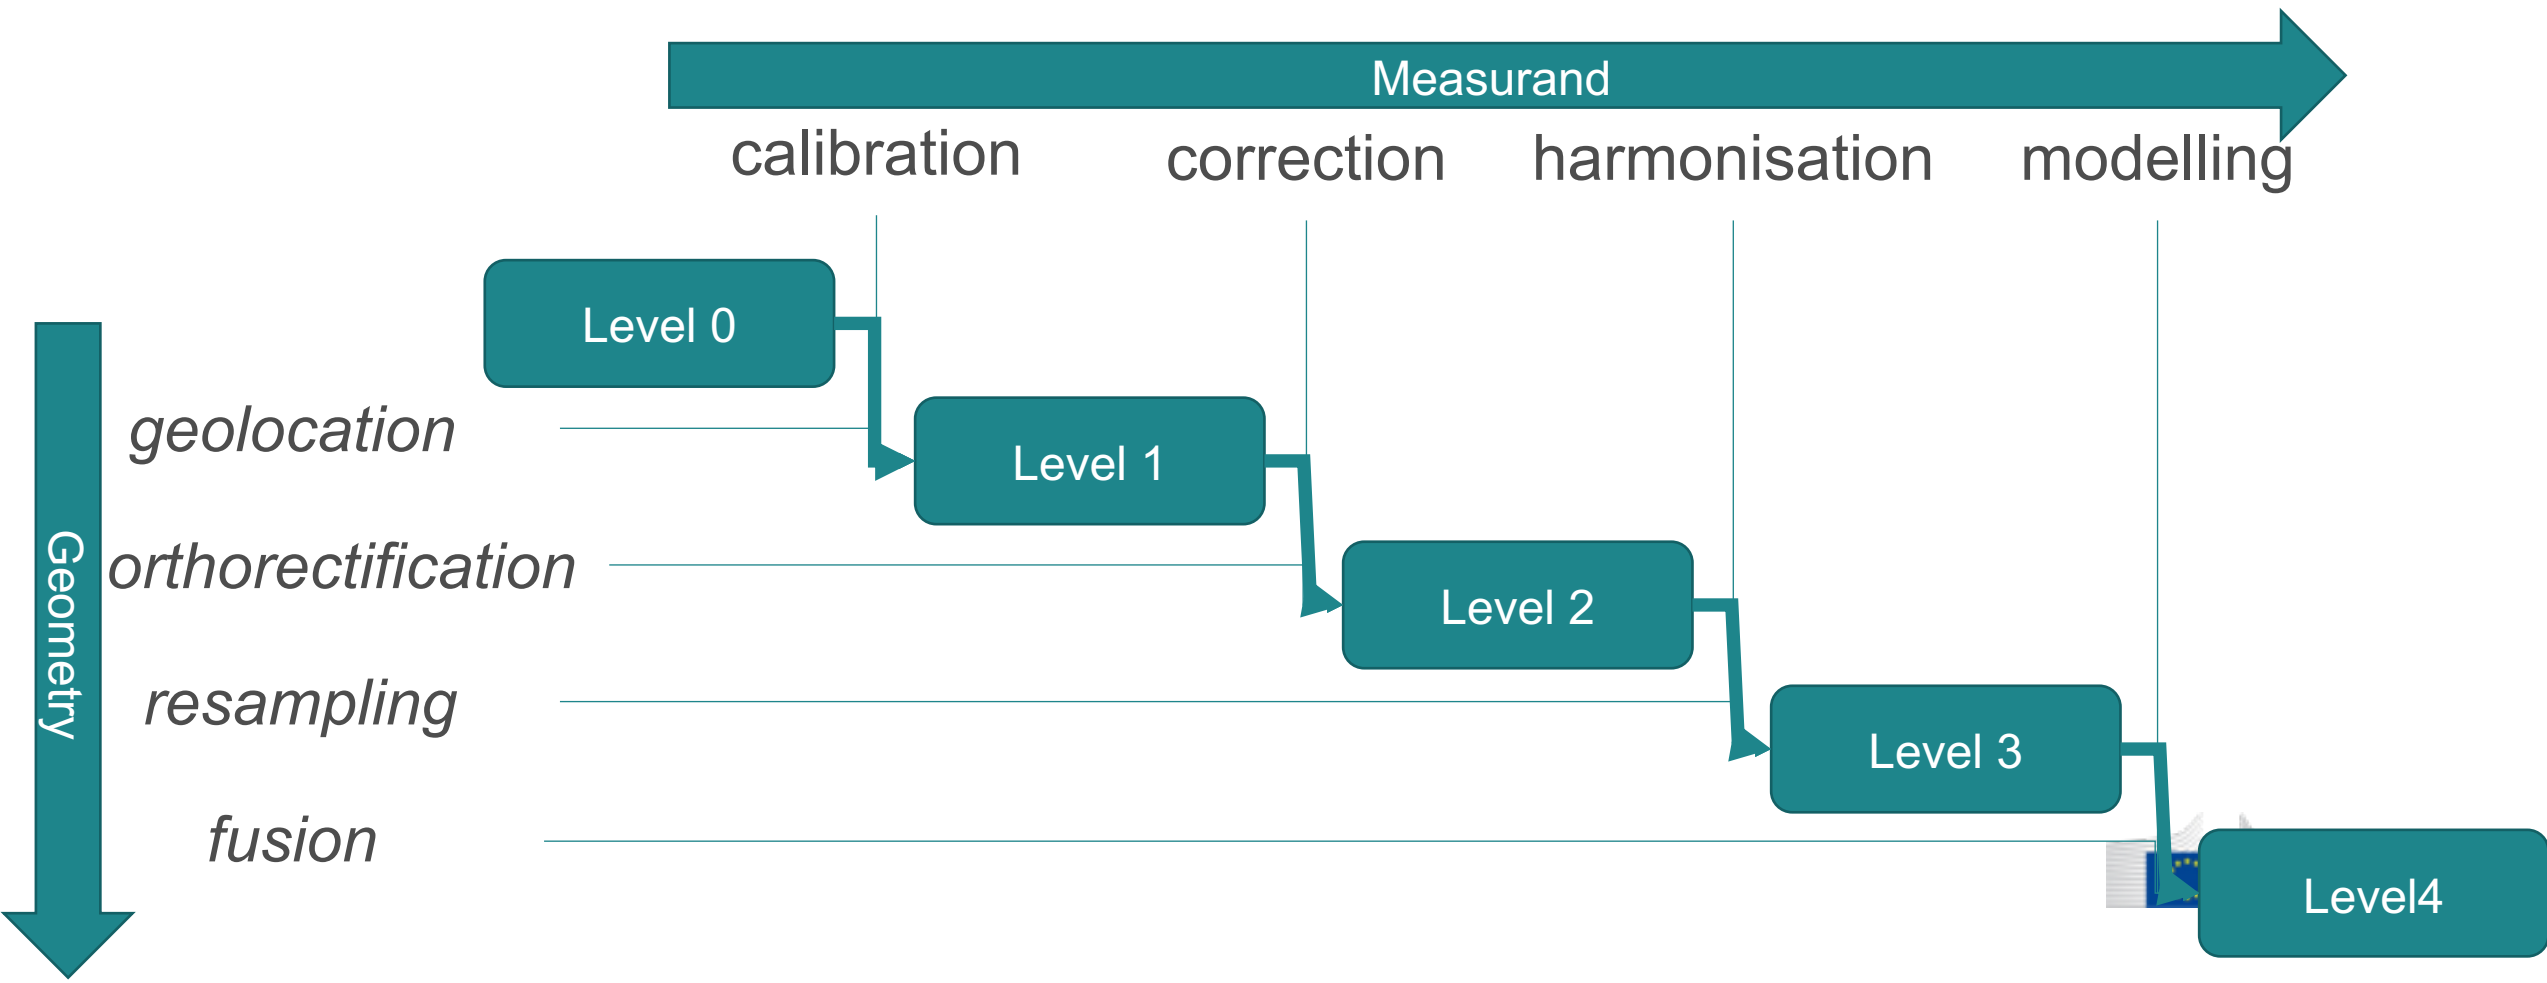 Measurand
calibration
correction
harmonisation
modelling
Level 0
geolocation
Level 1
Geometry
orthorectification
Level 2
resampling
Level 3
fusion
Level4